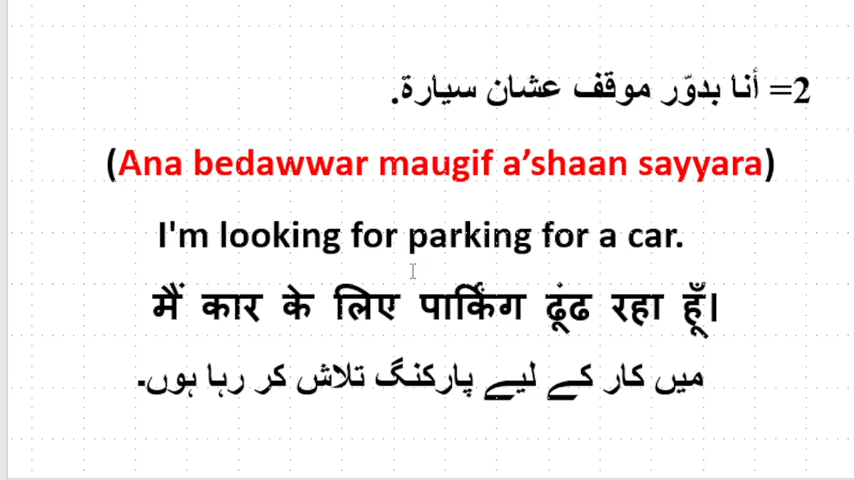 2= أنا بدوّر موقف عشان سيارة.
(Ana bedawwar maugif a’shaan sayyara)
I'm looking for parking for a car.
मैं कार के लिए पार्किंग ढूंढ रहा हूँ।
میں کار کے لیے پارکنگ تلاش کر رہا ہوں۔